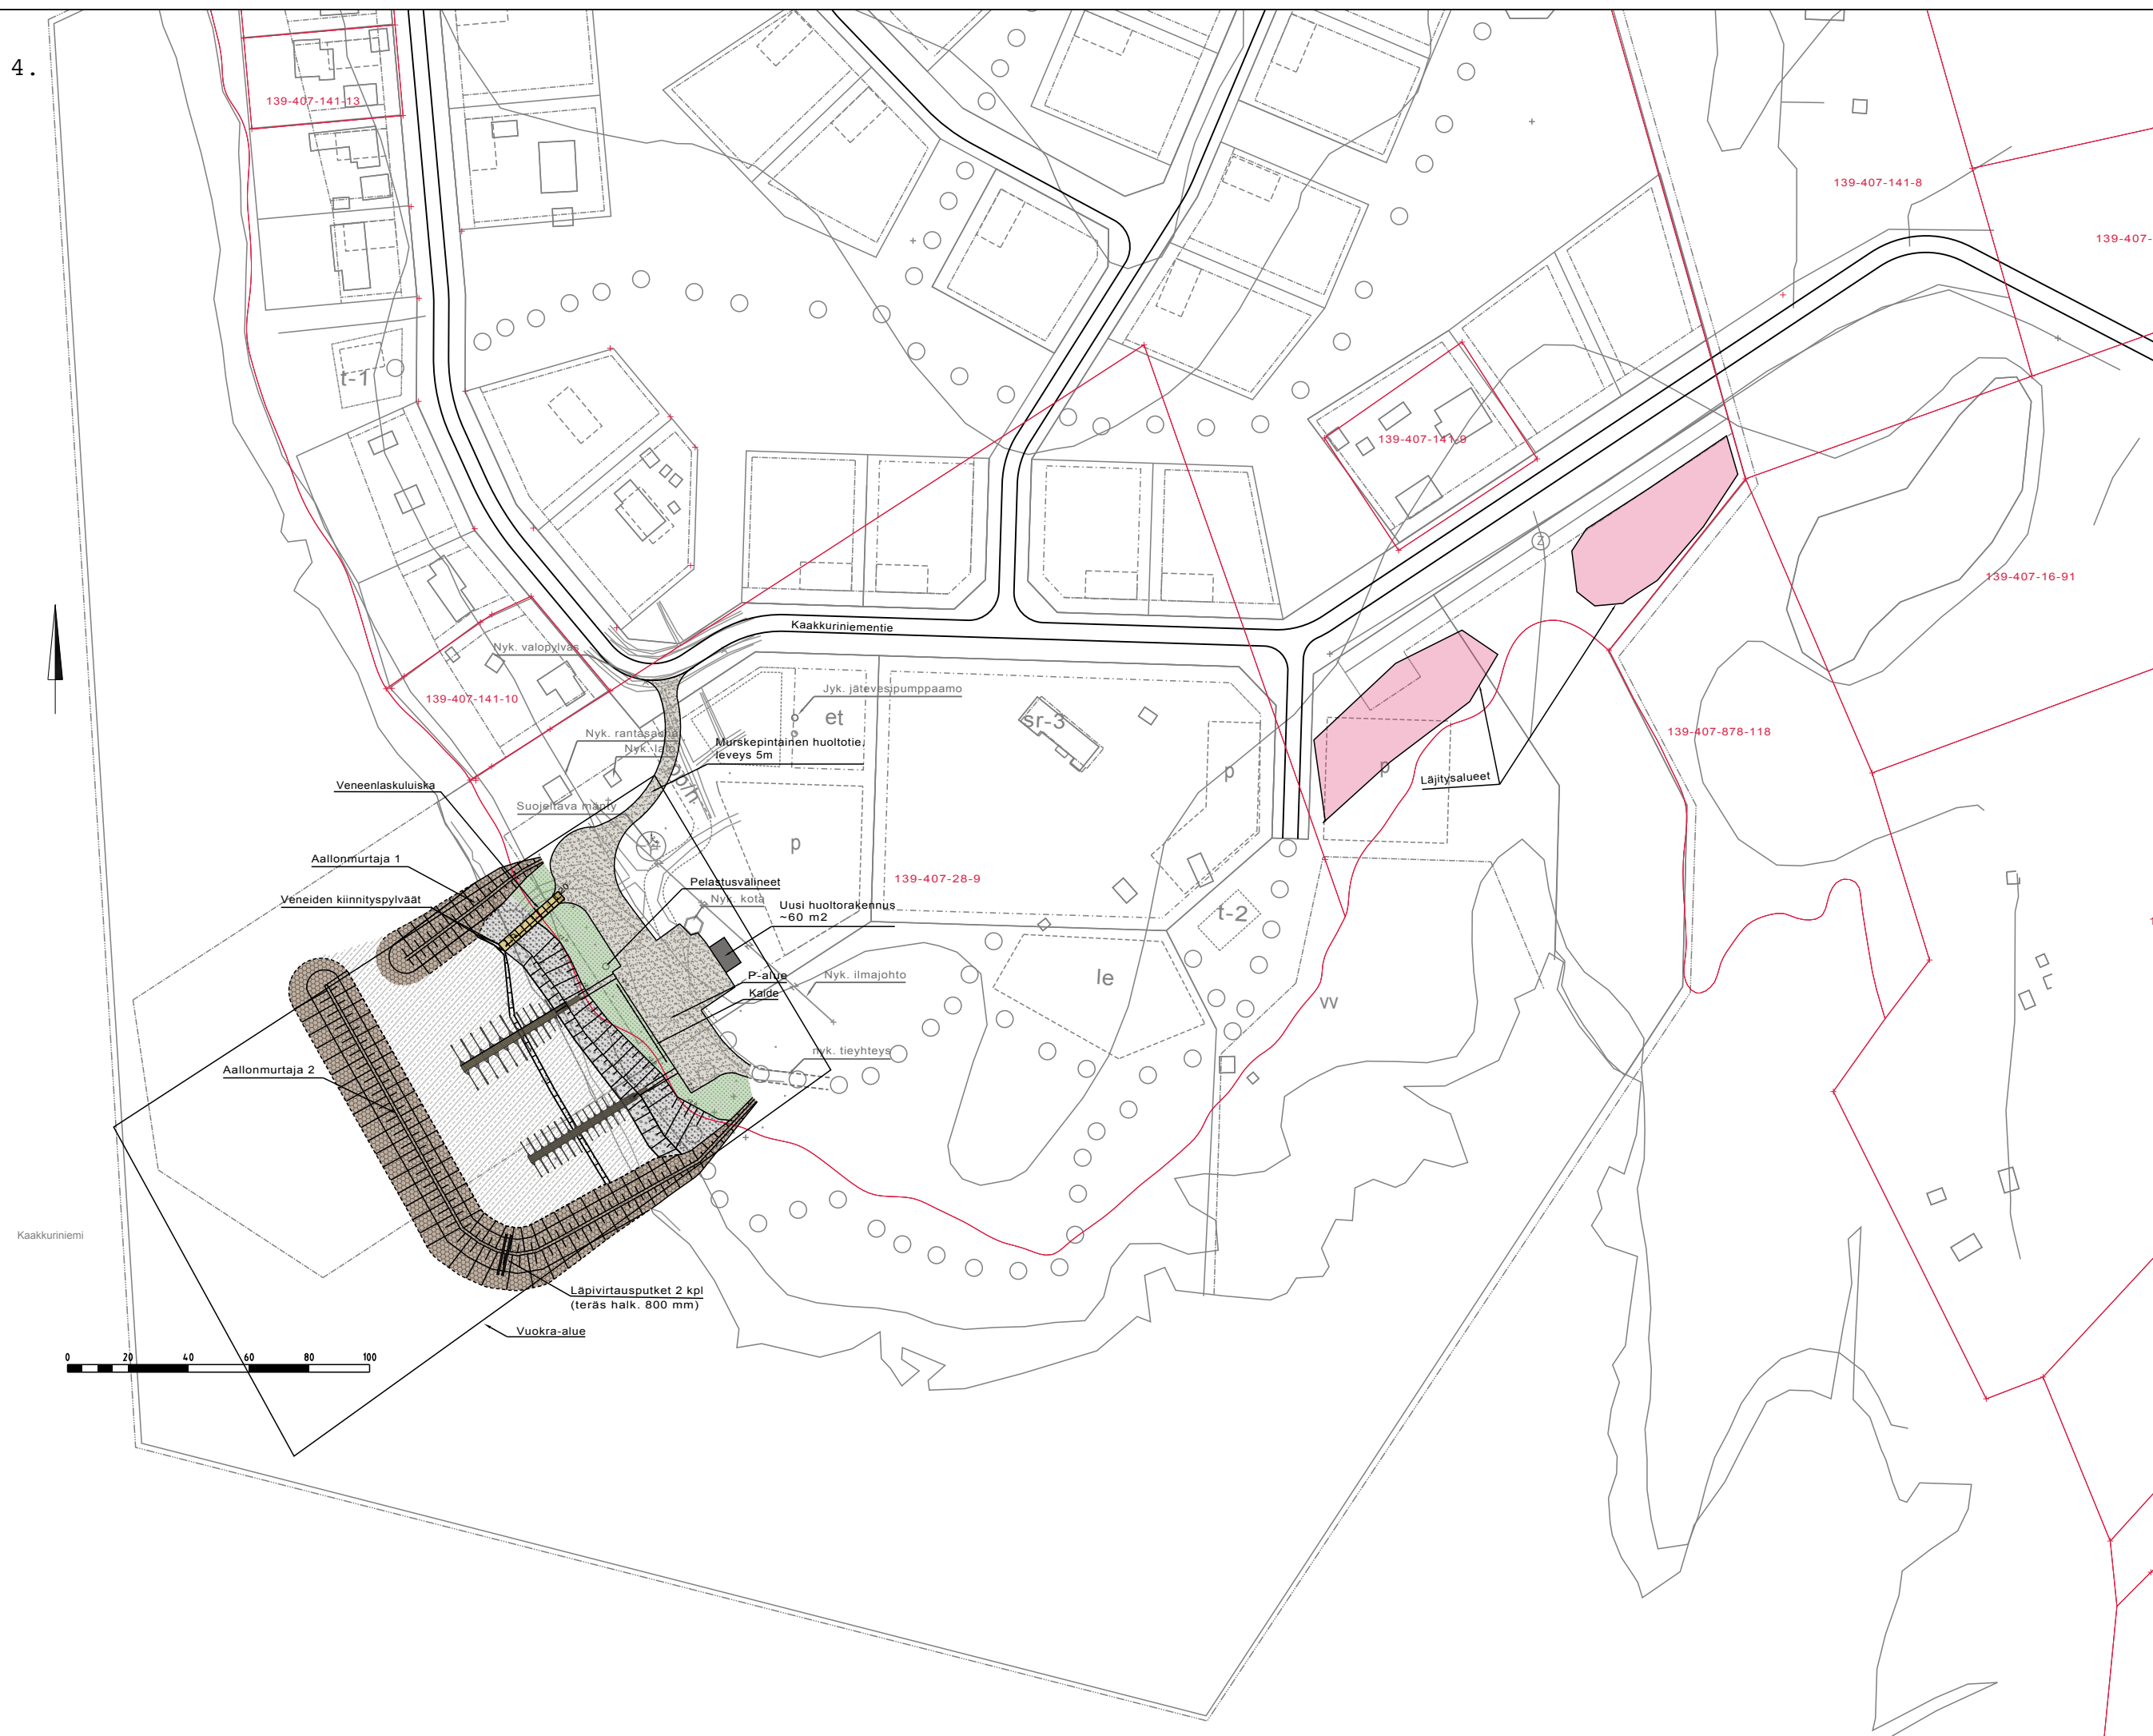 4.
139-407-141-13
139-407-141-8
139-407-
t-1
139-407-141-9
Z
139-407-16-91
Kaakkuriniementie
Nyk. valopylväs
139-407-141-10
Jyk. jätevesipumppaamo
et
sr-3
Nyk. rantasauna
Murskepintainen huoltotie,
leveys 5m
139-407-878-118
p
p
Läjitysalueet
Veneenlaskuluiska
Suojeltava mänty
p
Aallonmurtaja 1
Pelastusvälineet
139-407-28-9
Veneiden kiinnityspylväät
Nyk. kota
Uusi huoltorakennus
~60 m2
t-2
P-alue
Nyk. ilmajohto
le
Kaide
vv
nyk. tieyhteys
Aallonmurtaja 2
Kaakkuriniemi
Läpivirtausputket 2 kpl
(teräs halk. 800 mm)
Vuokra-alue
0 20 40 60 80 100